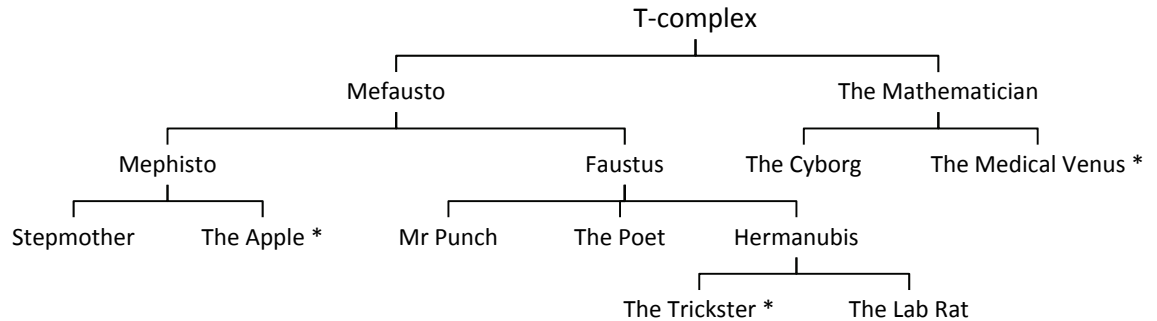 T-complex
Mefausto The Mathematician
Mephisto Faustus The Cyborg The Medical Venus *
Stepmother The Apple * Mr Punch The Poet Hermanubis
The Trickster * The Lab Rat